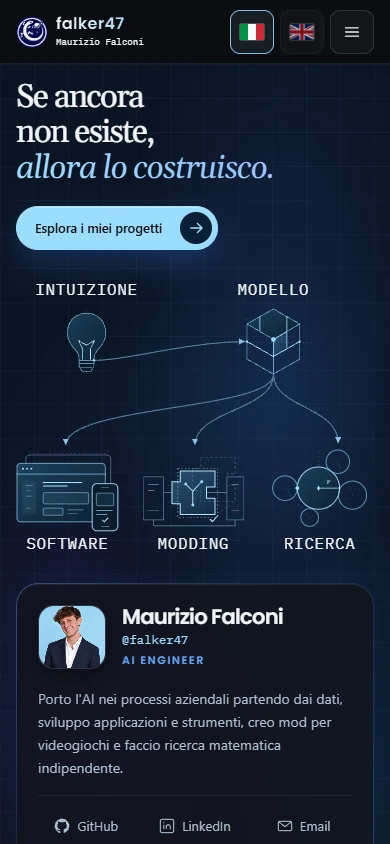 falker47
Maurizio Falconi
Se ancora
non esiste,
allora lo costruisco.
Esplora i miei progetti
INTUIZIONE
MODELLO
SOFTWARE
MODDING
RICERCA
Maurizio Falconi
@falker47
AI ENGINEER
Porto l'AI nei processi aziendali partendo dai dati,
sviluppo applicazioni e strumenti, creo mod per
videogiochi e faccio ricerca matematica
indipendente.
GitHub
LinkedIn
Email